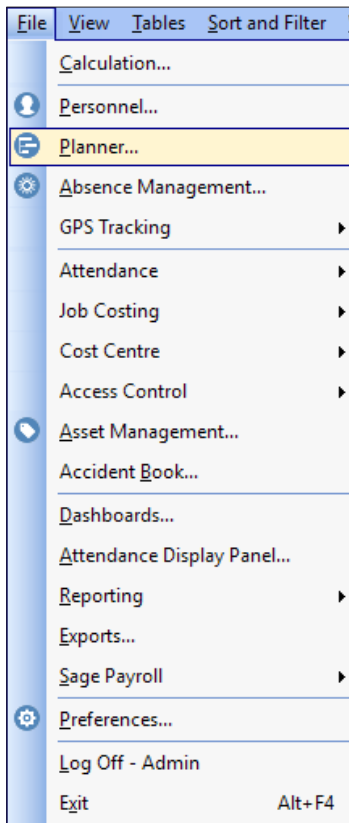 File View Tables Sort and Filter
Calculation...
Personnel...
Planner...
Absence Management...
GPS Tracking
Attendance
Job Costing
Cost Centre
Access Control
Asset Management...
Accident Book...
Dashboards...
Attendance Display Panel...
Reporting
Exports...
Sage Payroll
Preferences...
Log Off - Admin
Exit Alt+F4